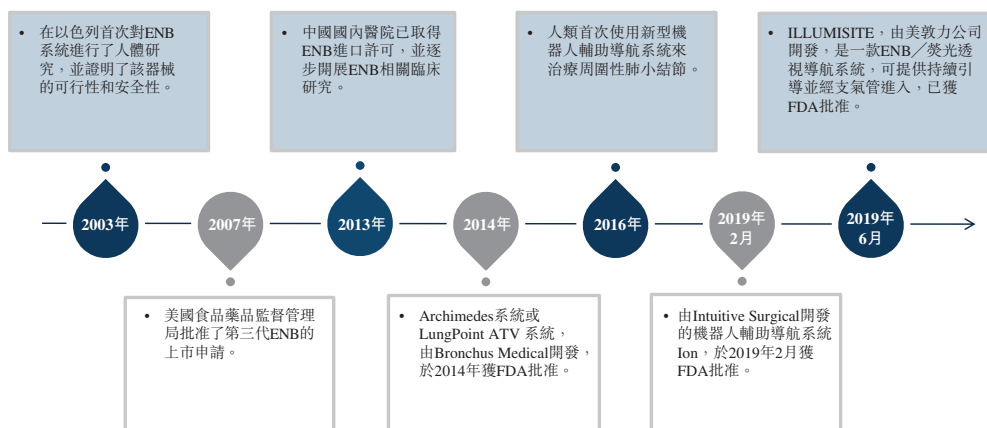 • 在以色列首次對ENB
系統進行了人體研
究，並證明了該器械
的可行性和安全性。
• 中國國內醫院已取得
ENB進口許可，並逐
步開展ENB相關臨床
研究。
• 人類首次使用新型機
器人輔助導航系統來
治療周圍性肺小結節。
• ILLUMISITE，由美敦力公司
開發，是一款ENB／熒光透
視導航系統，可提供持續引
導並經支氣管進入，已獲
FDA批准。
2003年
2007年
2013年
2014年
2016年
2019年
2月
2019年
6月
• 美國食品藥品監督管理
局批准了第三代ENB的
上市申請。
• Archimedes系統或
LungPoint ATV 系統，
由Bronchus Medical開發，
於2014年獲FDA批准。
• 由Intuitive Surgical開發
的機器人輔助導航系統
Ion，於2019年2月獲
FDA批准。